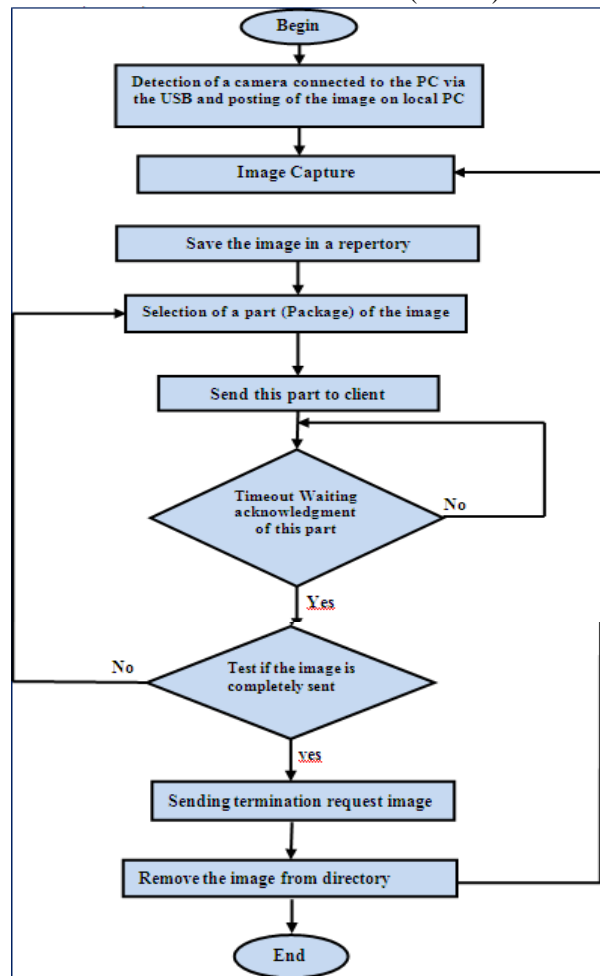 Begin
Detection of a camera connected to the PC via
the USB and posting of the image on local PC
Image Capture
Save the image in a repertory
Selection of a part (Package) of the image
Send this part to client
Timeout Waiting
acknowledgment
of this part
No
Yes
Test if the image is
completely sent
No
yes
Sending termination request image
Remove the image from directory
End